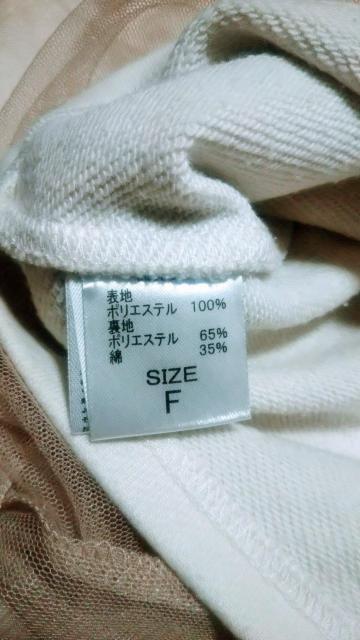 表地
ポリエステル 100%
裏地
ポリエステル 65%
綿 35%
SIZE
F